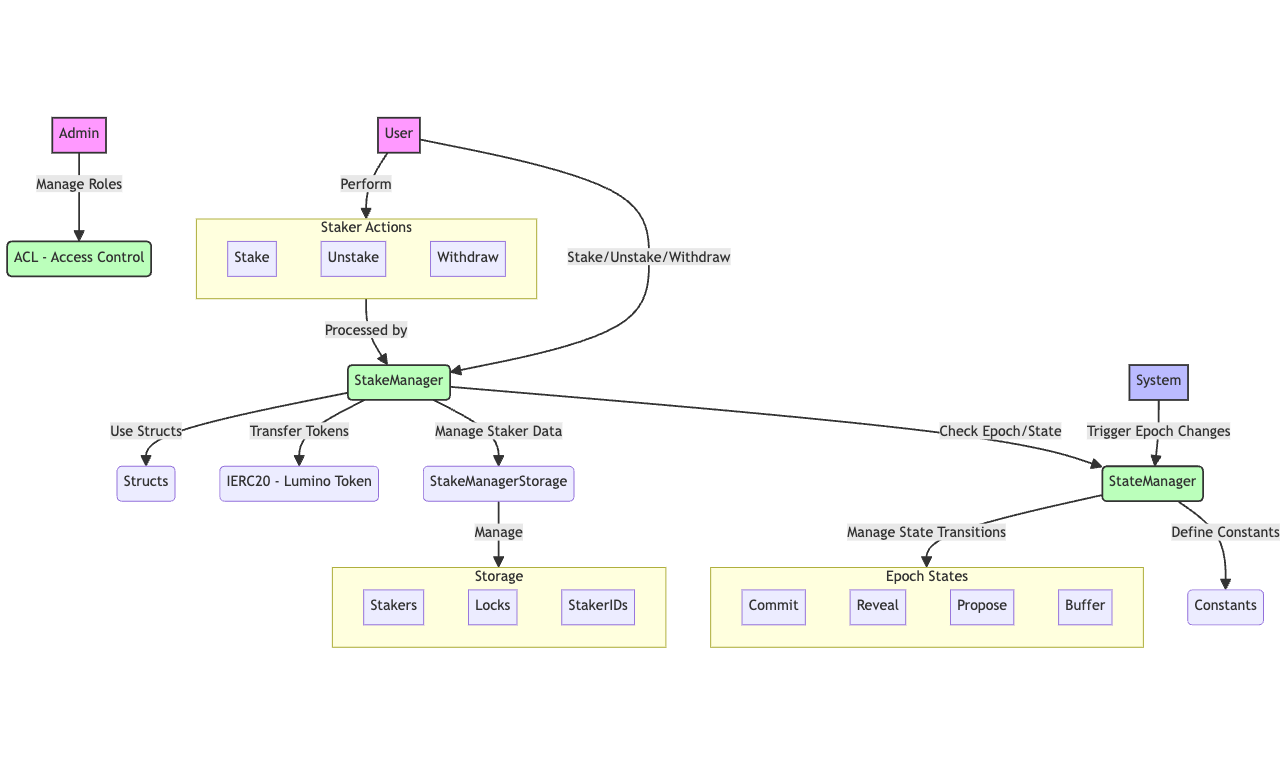 Admin
User
Manage Roles
Perform
Staker Actions
ACL - Access Control
Stake
Unstake
Withdraw
Stake/Unstake/Withdraw
Processed by
StakeManager
System
Use Structs
Transfer Tokens
Manage Staker Data
Check Epoch/State
Trigger Epoch Changes
Structs
IERC20 - Lumino Token
StakeManagerStorage
StateManager
Manage
Manage State Transitions
Define Constants
Storage
Epoch States
Stakers
Locks
StakerIDs
Commit
Reveal
Propose
Buffer
Constants